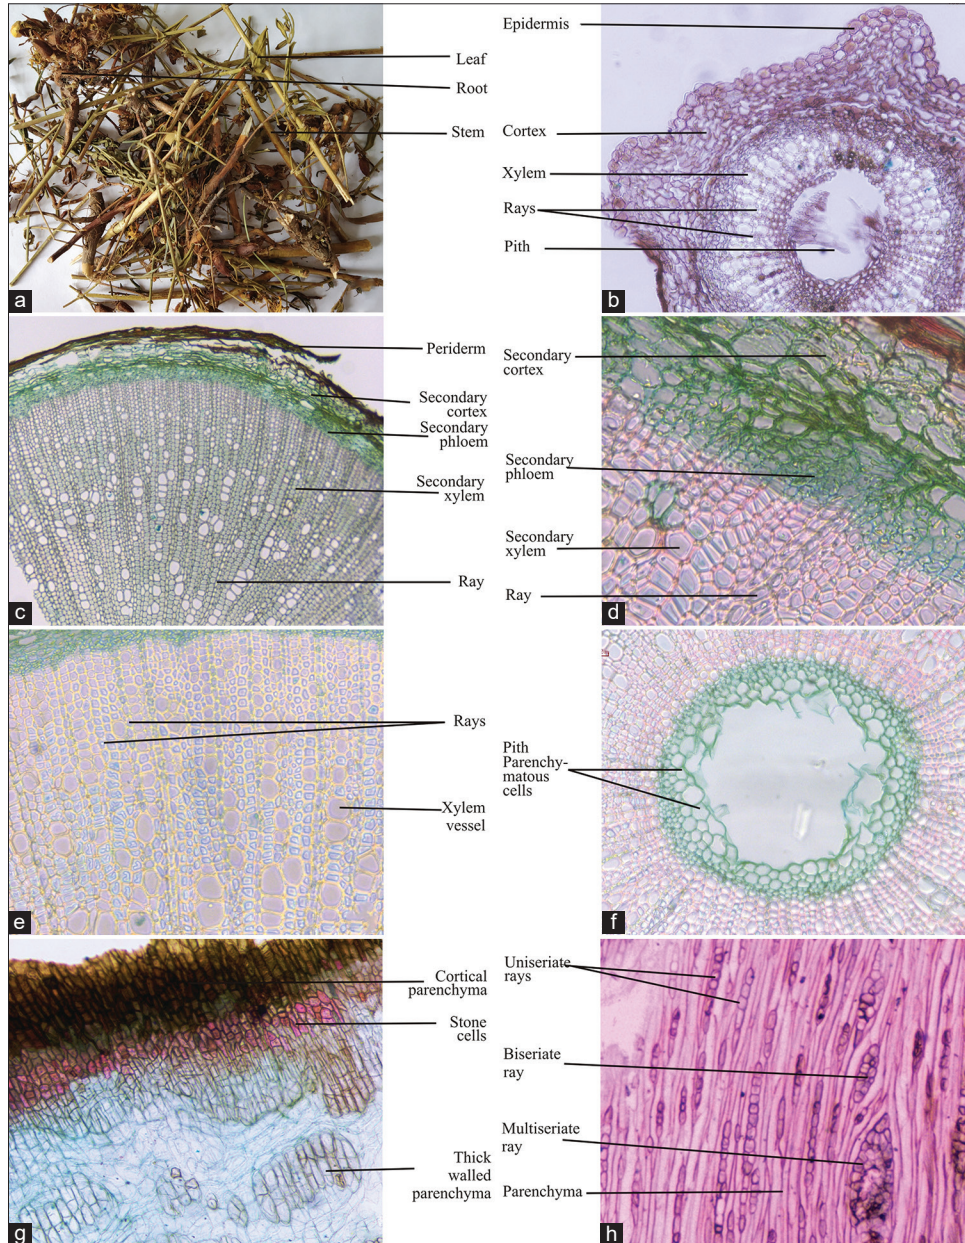 Leaf
Root
Stem
a
Epidermis
Cortex
Xylem
Rays
Pith
b
Periderm
Secondary
cortex
Secondary
phloem
Secondary
xylem
Ray
c
Secondary
cortex
Secondary
phloem
Secondary
xylem
Ray
d
Rays
Xylem
vessel
e
Pith
Parenchy-
matous
cells
f
Cortical
parenchyma
Stone
cells
Thick
walled
parenchyma
g
Uniseriate
rays
Biseriate
ray
Multiseriate
ray
Parenchyma
h